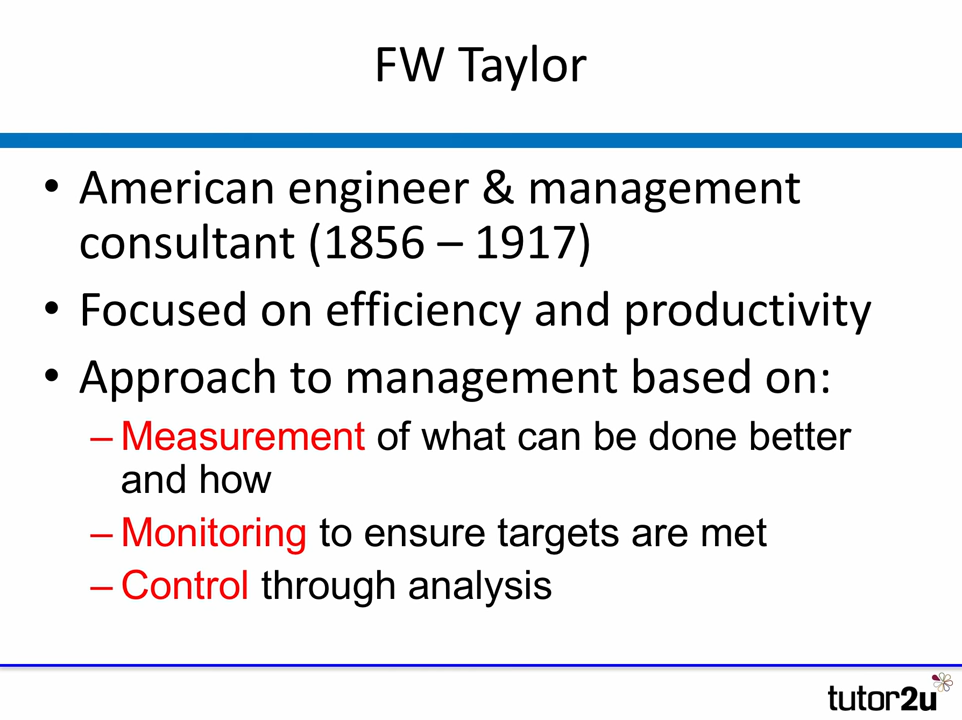 FW Taylor
• American engineer & management
consultant (1856 – 1917)
• Focused on efficiency and productivity
• Approach to management based on:
– Measurement of what can be done better
and how
– Monitoring to ensure targets are met
– Control through analysis
tutor2u